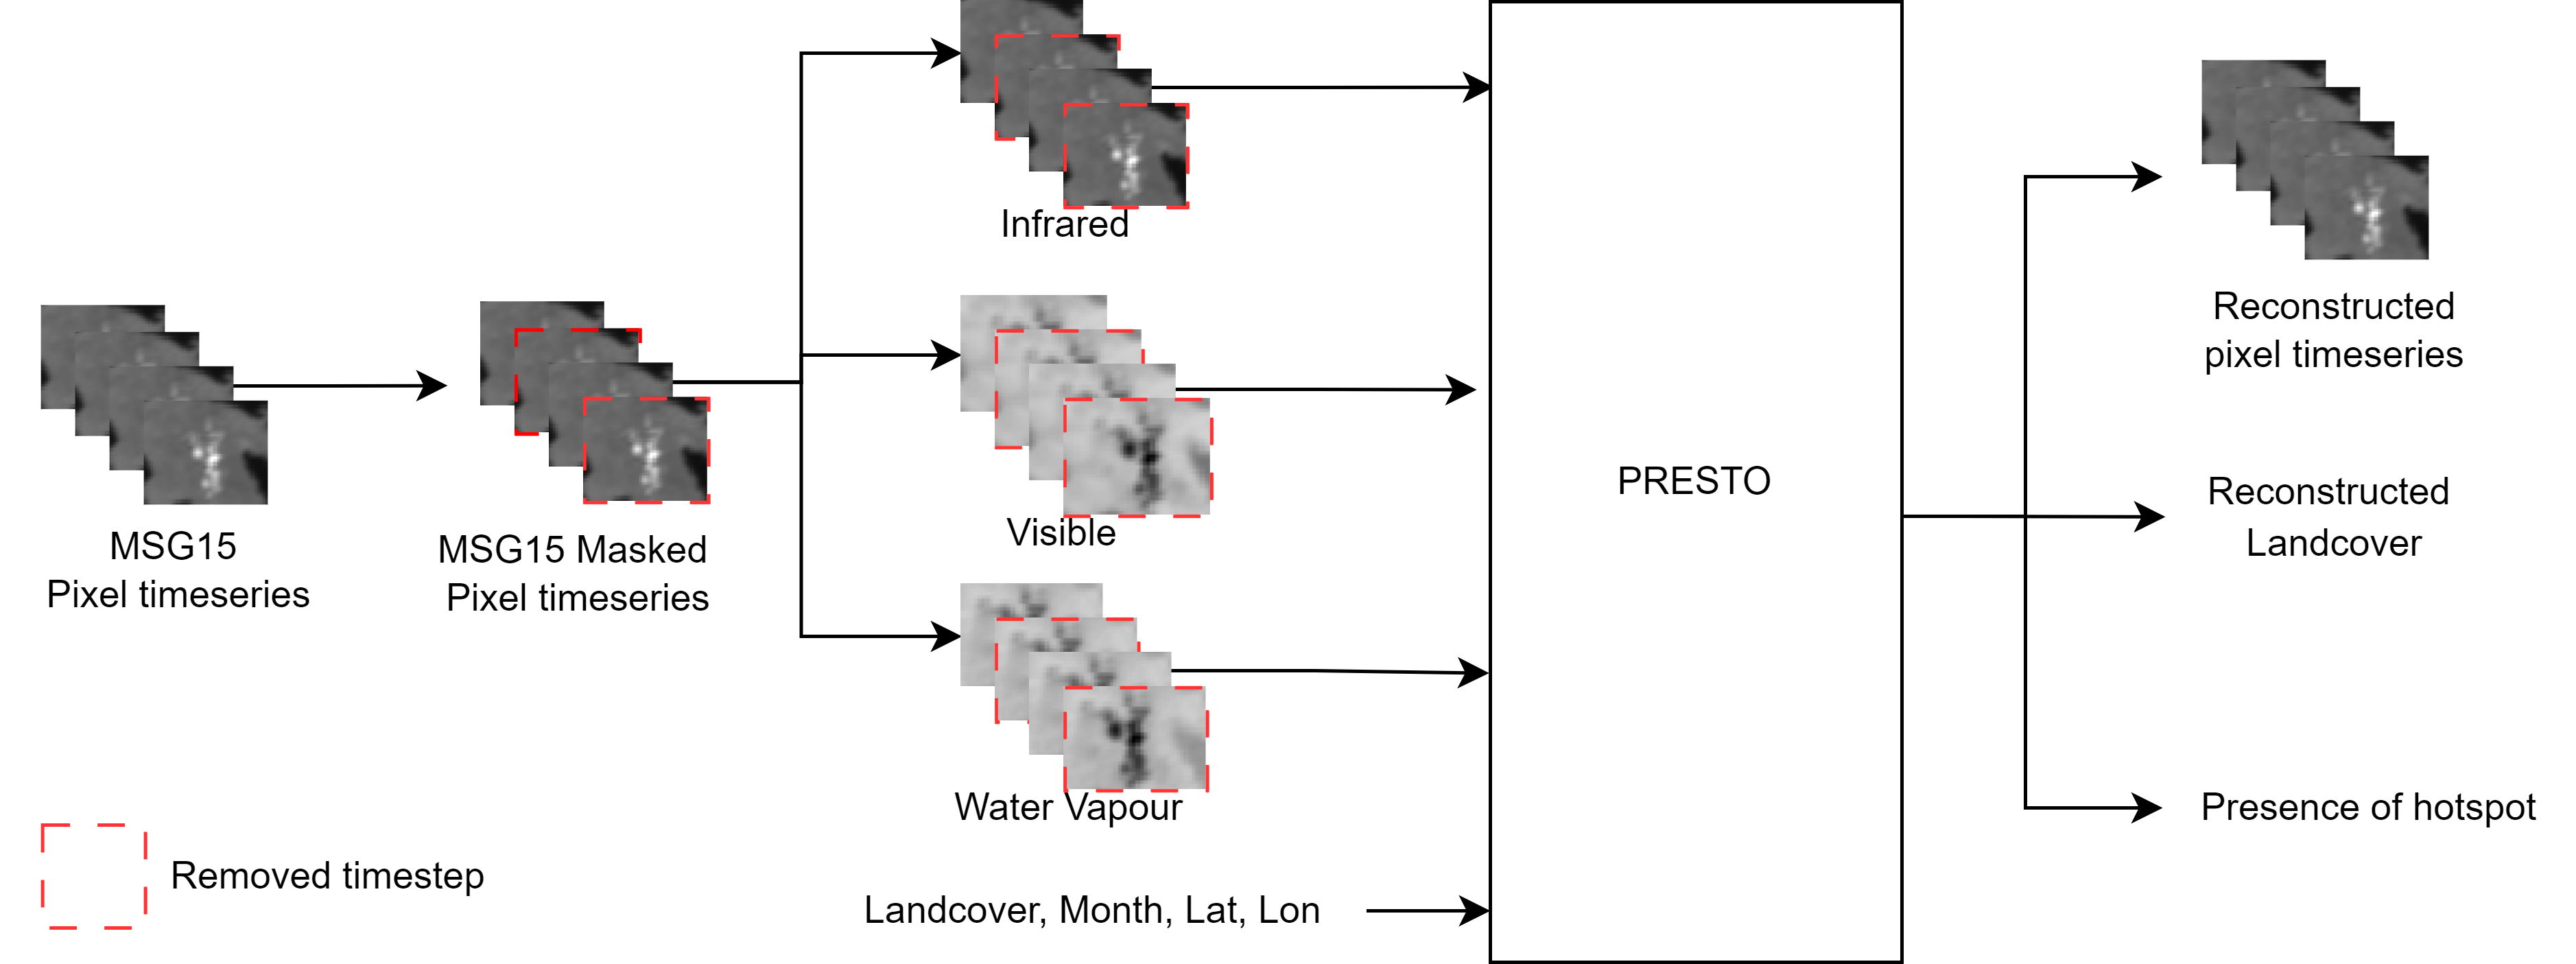 MSG15
Pixel timeseries
MSG15 Masked
Pixel timeseries
Removed timestep
Infrared
Visible
Water Vapour
Landcover, Month, Lat, Lon
PRESTO
Reconstructed
pixel timeseries
Reconstructed
Landcover
Presence of hotspot